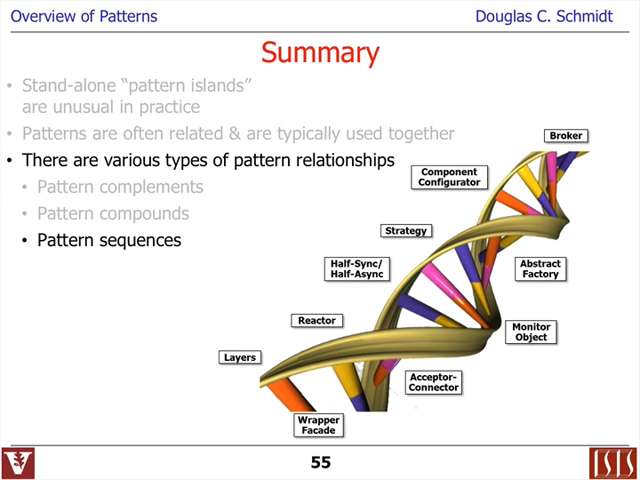 Overview of Patterns
Douglas C. Schmidt
Summary
• Stand-alone “pattern islands”
are unusual in practice
• Patterns are often related & are typically used together
• There are various types of pattern relationships
• Pattern complements
• Pattern compounds
• Pattern sequences
Broker
Component
Configurator
Strategy
Half-Sync/
Half-Async
Abstract
Factory
Reactor
Monitor
Object
Layers
Acceptor-
Connector
Wrapper
Facade
V
55
ISIS